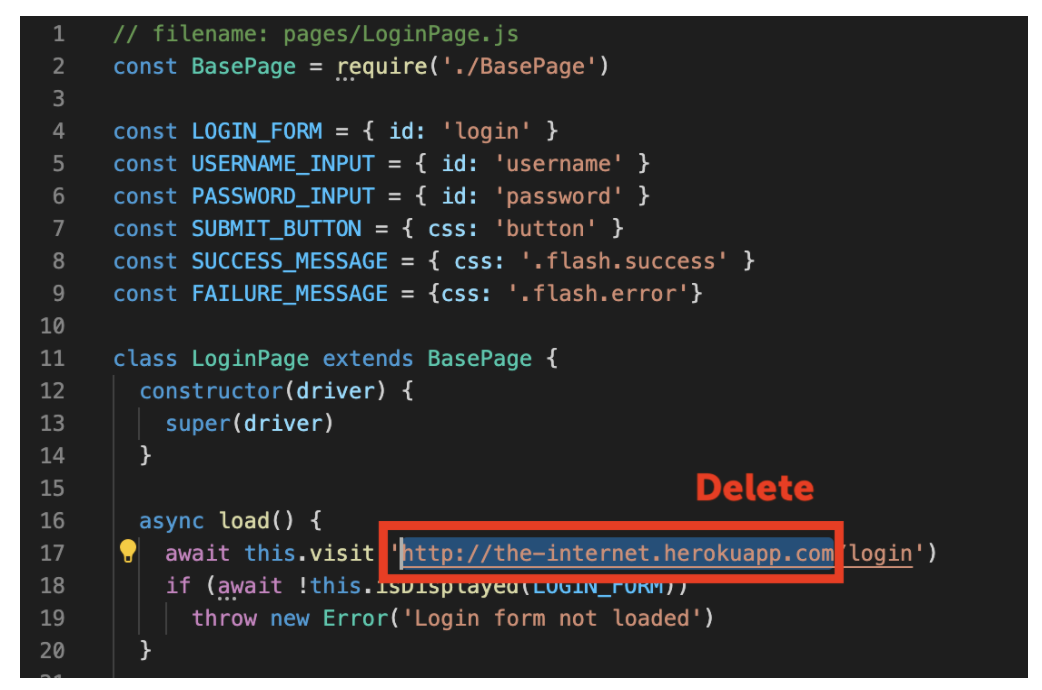 1 // filename: pages/LoginPage.js
2 const BasePage = require('./BasePage')
3
4 const LOGIN_FORM = { id: 'login' }
5 const USERNAME_INPUT = { id: 'username' }
6 const PASSWORD_INPUT = { id: 'password' }
7 const SUBMIT_BUTTON = { css: 'button' }
8 const SUCCESS_MESSAGE = { css: '.flash.success' }
9 const FAILURE_MESSAGE = {css: '.flash.error'}
10
11 class LoginPage extends BasePage {
12 constructor(driver) {
13 super(driver)
14 }
15
Delete
16 async load() {
17 await this.visit 'http://the-internet.herokuapp.com/login')
18 if (await !this.isDisplayed(LOGIN_FORM))
19 throw new Error('Login form not loaded')
20 }